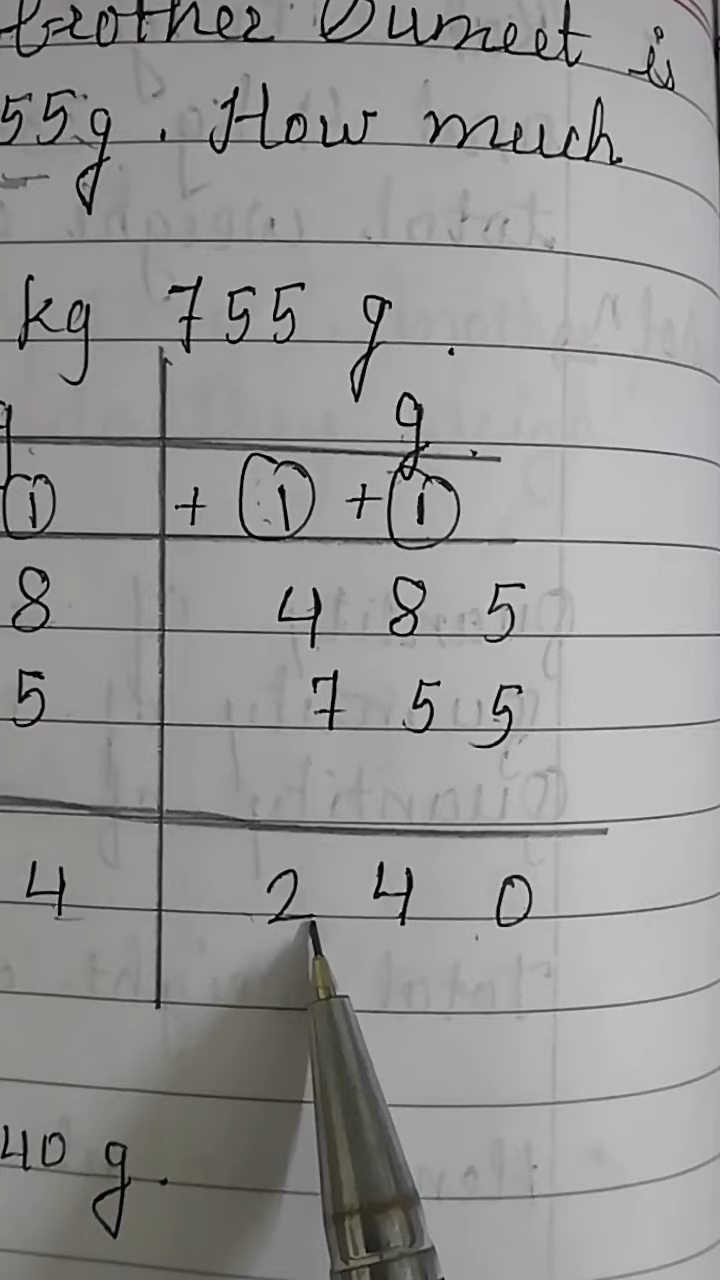 brother Sumeet is
55g. How much
kg 755 g.
g
① + ① + ①
8 4 8 5
5 7 5 5
4 2 4 0
40 g.